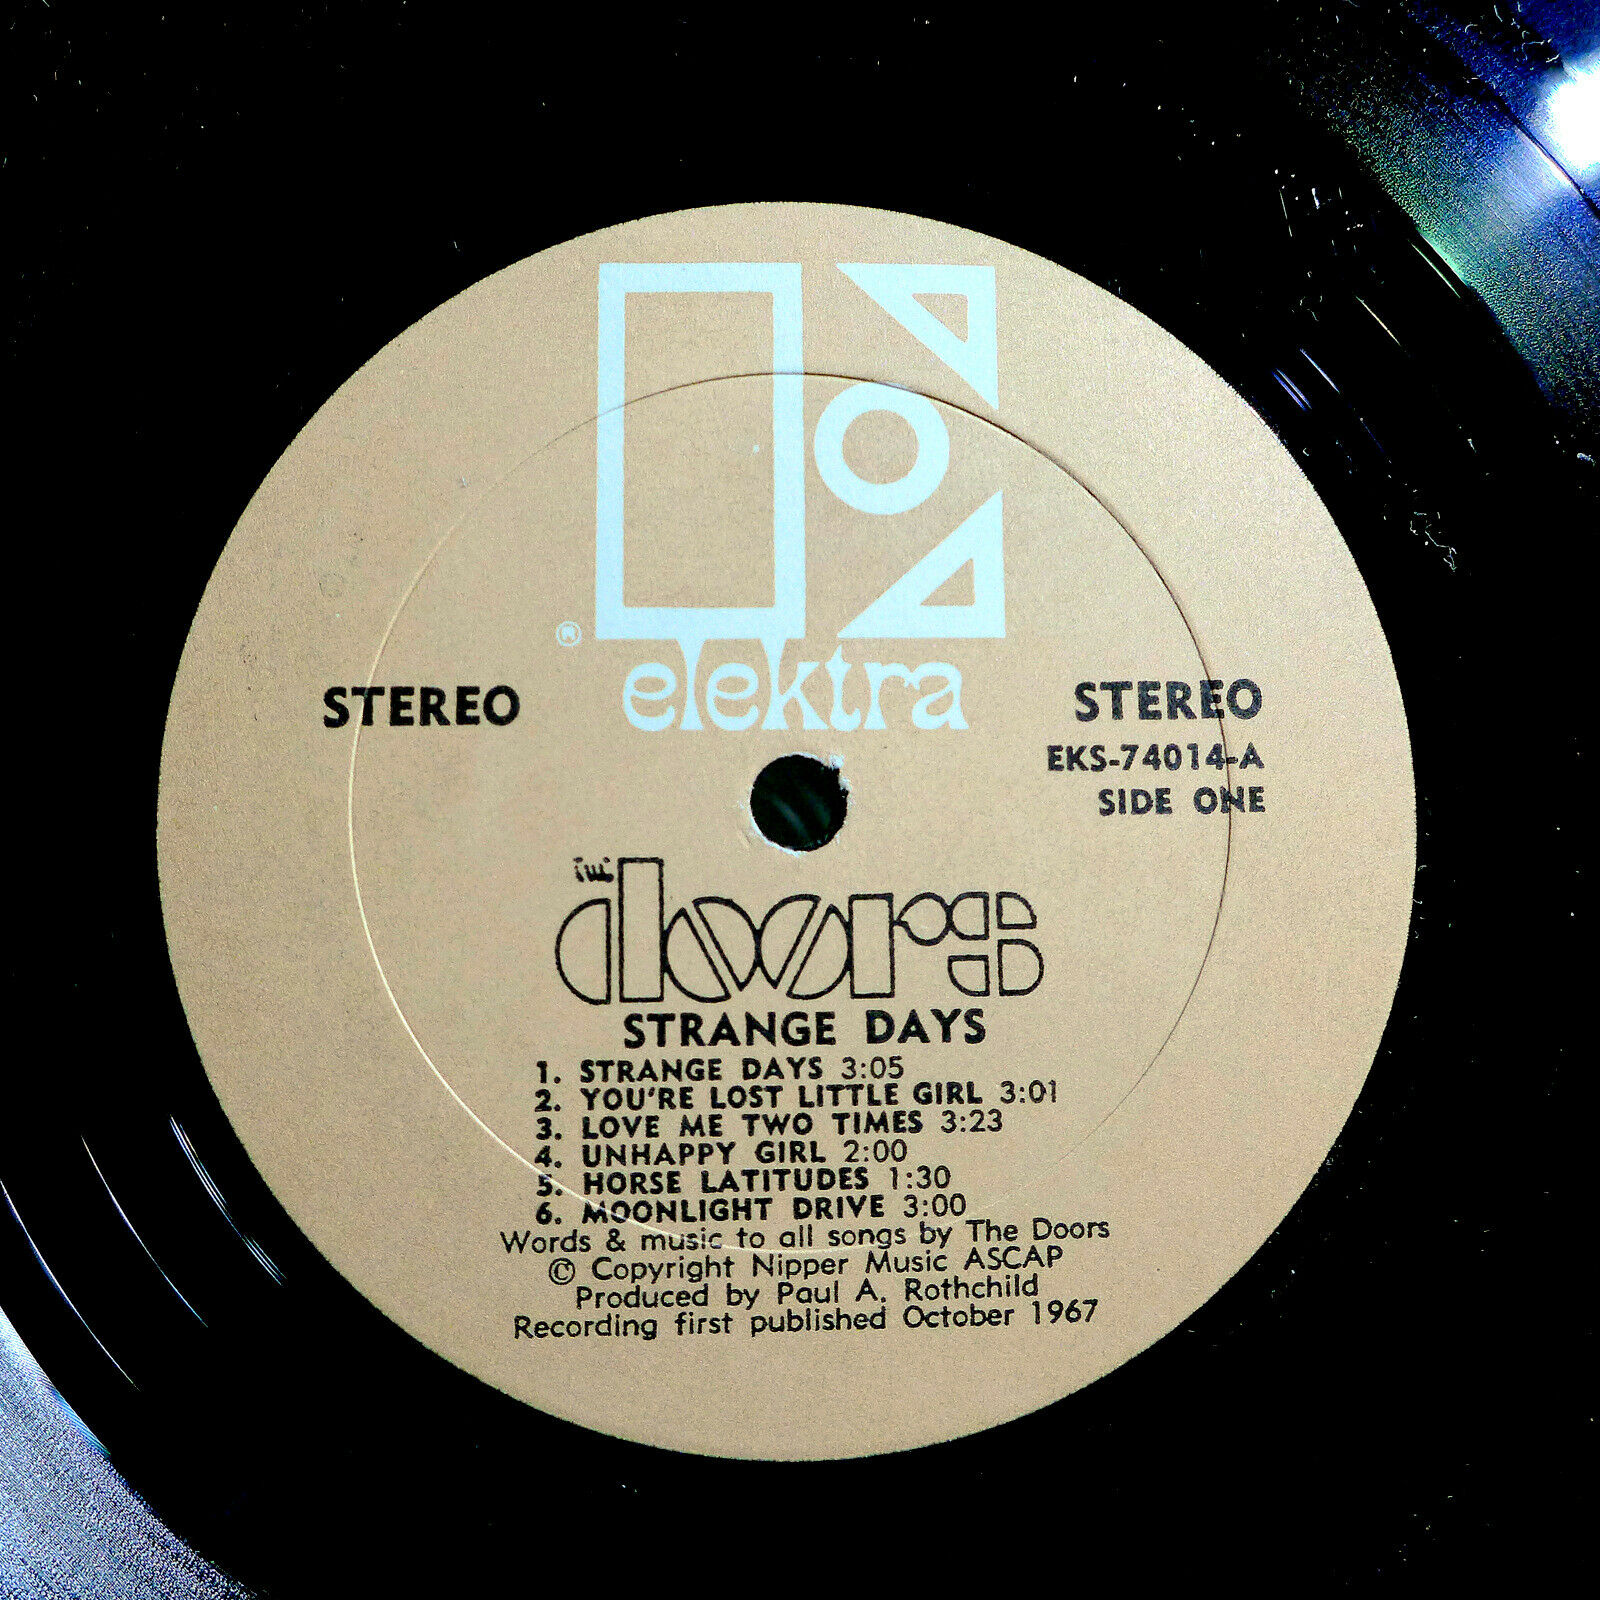 elektra
®
STEREO
STEREO
EKS-74014-A
SIDE ONE
THE
doors
STRANGE DAYS
1. STRANGE DAYS 3:05
2. YOU'RE LOST LITTLE GIRL 3:01
3. LOVE ME TWO TIMES 3:23
4. UNHAPPY GIRL 2:00
5. HORSE LATITUDES 1:30
6. MOONLIGHT DRIVE 3:00
Words & music to all songs by The Doors
© Copyright Nipper Music ASCAP
Produced by Paul A. Rothchild
Recording first published October 1967